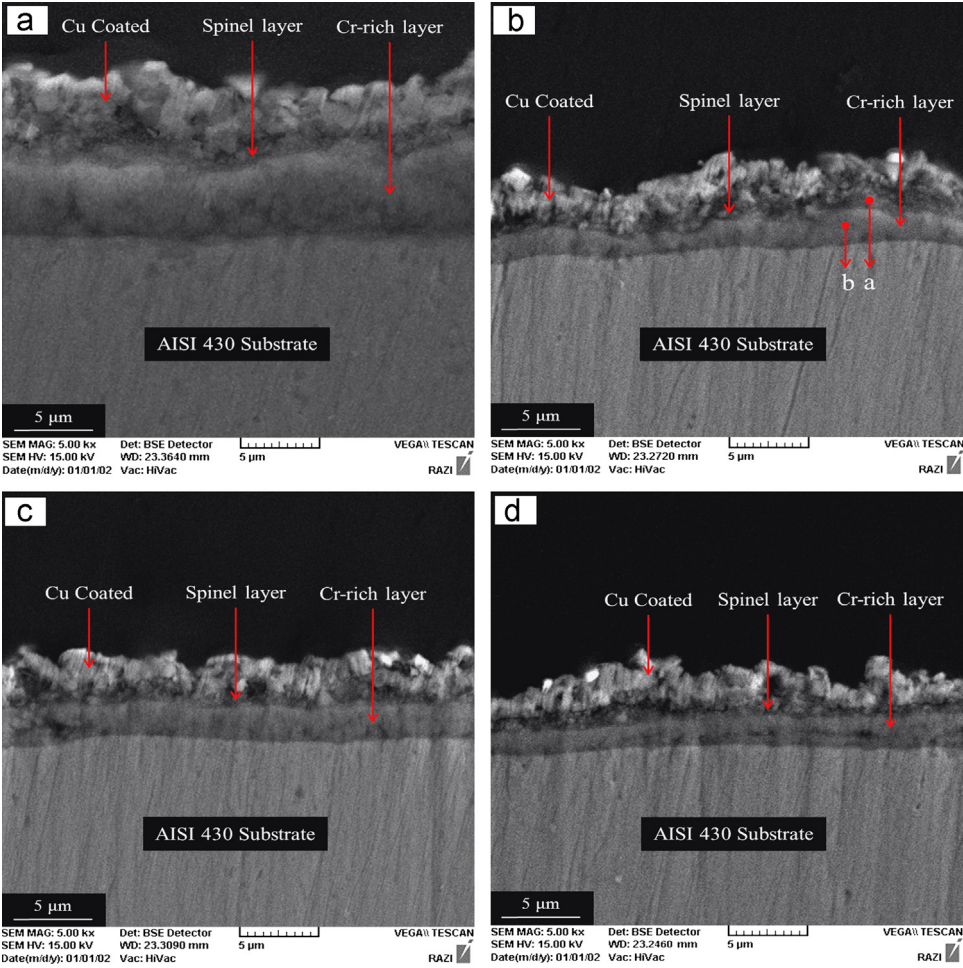 a
Cu Coated Spinel layer Cr-rich layer
AISI 430 Substrate
5 µm
SEM MAG: 5.00 kx Det: BSE Detector
SEM HV: 15.00 kV WD: 23.3640 mm 5 µm VEGA\\ TESCAN
Date(m/d/y): 01/01/02 Vac: HiVac RAZI
b
Cu Coated Spinel layer Cr-rich layer
b a
AISI 430 Substrate
5 µm
SEM MAG: 5.00 kx Det: BSE Detector
SEM HV: 15.00 kV WD: 23.2720 mm 5 µm VEGA\\ TESCAN
Date(m/d/y): 01/01/02 Vac: HiVac RAZI
c
Cu Coated Spinel layer Cr-rich layer
AISI 430 Substrate
5 µm
SEM MAG: 5.00 kx Det: BSE Detector
SEM HV: 15.00 kV WD: 23.3090 mm 5 µm VEGA\\ TESCAN
Date(m/d/y): 01/01/02 Vac: HiVac RAZI
d
Cu Coated Spinel layer Cr-rich layer
AISI 430 Substrate
5 µm
SEM MAG: 5.00 kx Det: BSE Detector
SEM HV: 15.00 kV WD: 23.2460 mm 5 µm VEGA\\ TESCAN
Date(m/d/y): 01/01/02 Vac: HiVac RAZI